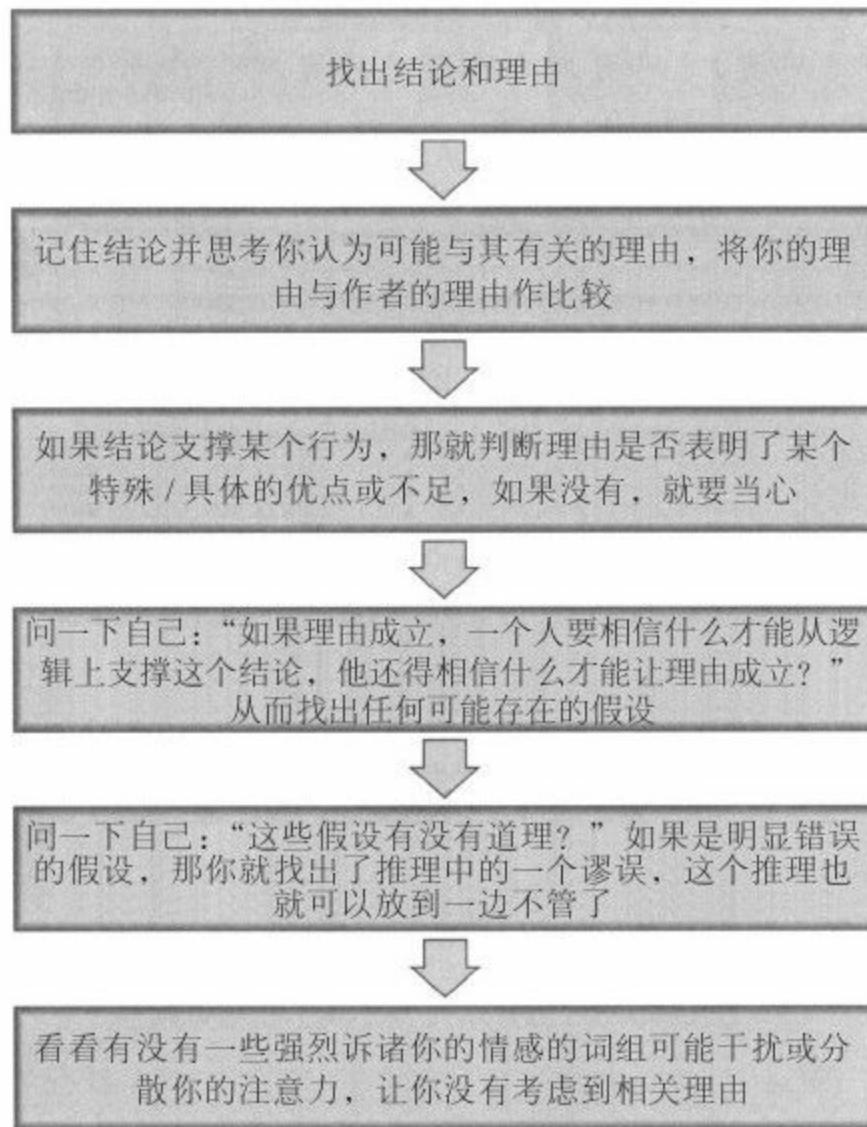 找出结论和理由
记住结论并思考你认为可能与其有关的理由，将你的理
由与作者的理由作比较
如果结论支撑某个行为，那就判断理由是否表明了某个
特殊 / 具体的优点或不足，如果没有，就要当心
问一下自己：“如果理由成立，一个人要相信什么才能从逻
辑上支撑这个结论，他还得相信什么才能让理由成立？”
从而找出任何可能存在的假设
问一下自己：“这些假设有没有道理？”如果是明显错误
的假设，那你就找出了推理中的一个谬误，这个推理也
就可以放到一边不管了
看看有没有一些强烈诉诸你的情感的词组可能干扰或分
散你的注意力，让你没有考虑到相关理由